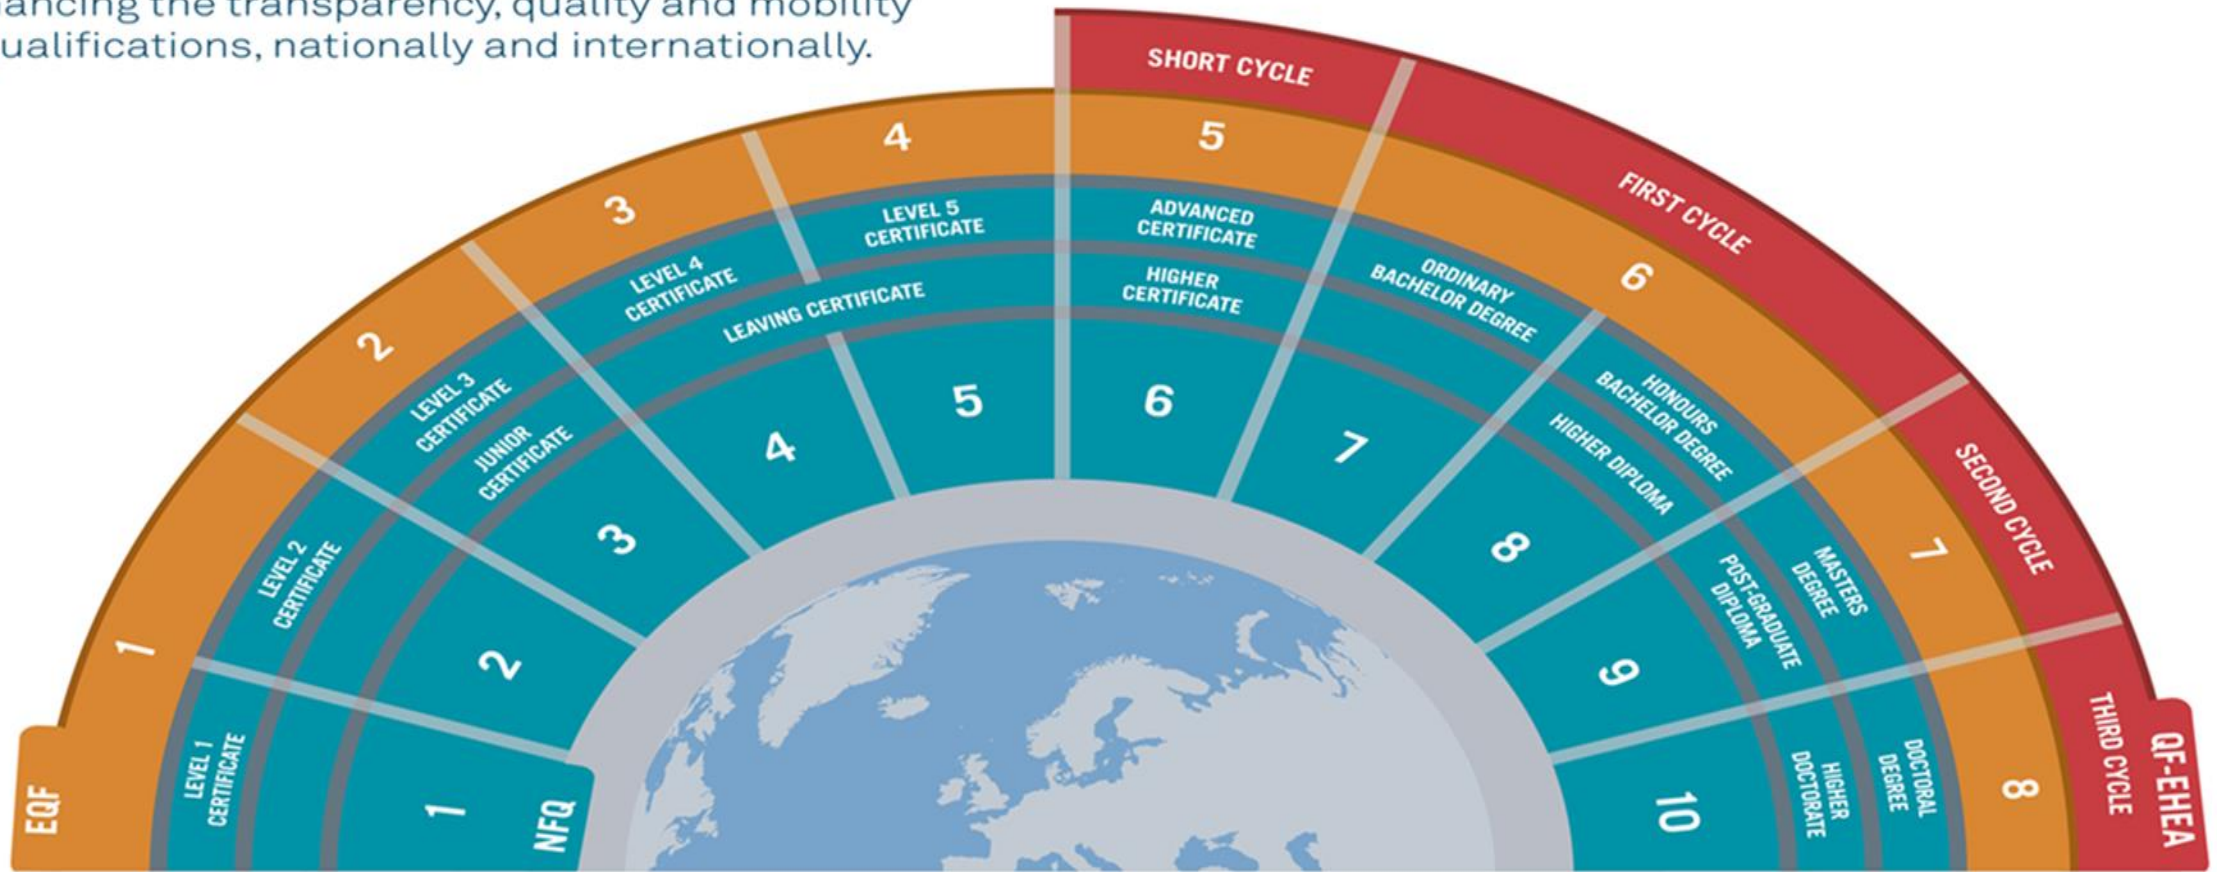 ancing the transparency, quality and mobility
ualifications, nationally and internationally.
SHORT CYCLE
FIRST CYCLE
SECOND CYCLE
THIRD CYCLE
QF-EHEA
EQF
1
2
3
4
5
6
7
8
LEVEL 1
CERTIFICATE
LEVEL 2
CERTIFICATE
LEVEL 3
CERTIFICATE
LEVEL 4
CERTIFICATE
LEVEL 5
CERTIFICATE
ADVANCED
CERTIFICATE
ORDINARY
BACHELOR DEGREE
HONOURS
BACHELOR DEGREE
MASTERS
DEGREE
DOCTORAL
DEGREE
JUNIOR
CERTIFICATE
LEAVING CERTIFICATE
HIGHER
CERTIFICATE
HIGHER DIPLOMA
POST-GRADUATE
DIPLOMA
HIGHER
DOCTORATE
NFQ
1
2
3
4
5
6
7
8
9
10